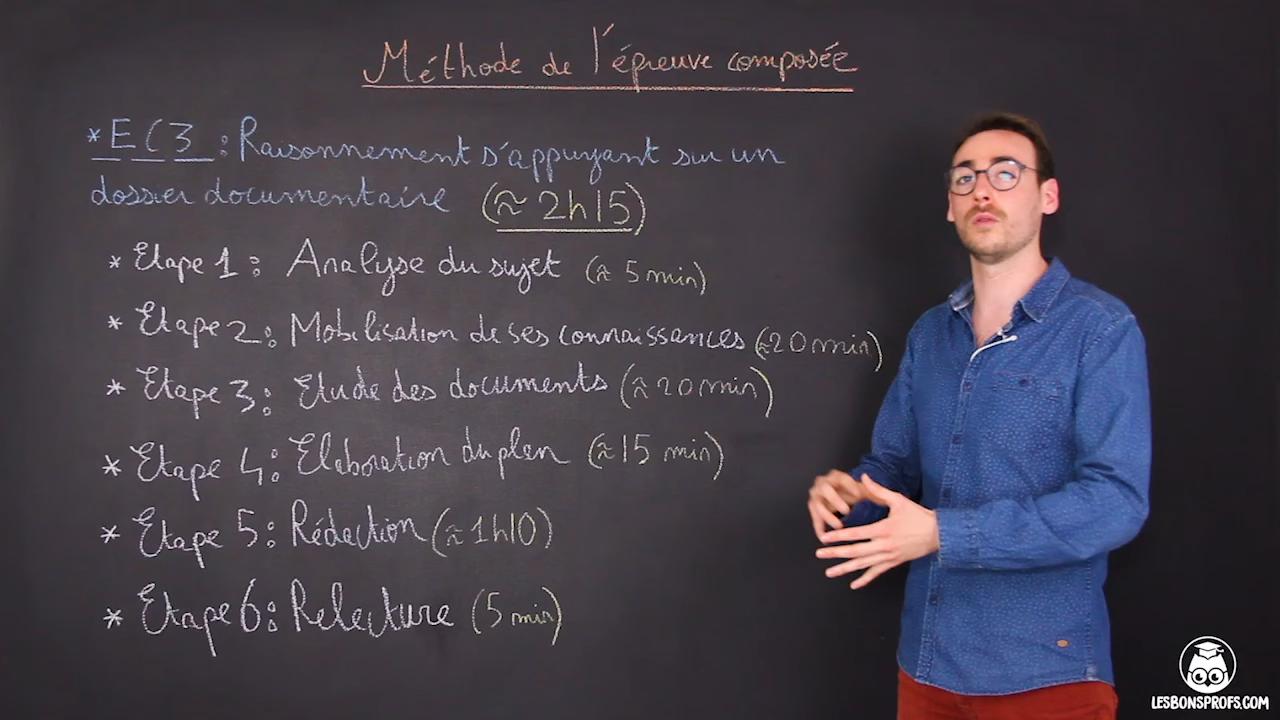 Méthode de l'épreuve composée
* EC3 : Raisonnement s'appuyant sur un
dossier documentaire (≈ 2h15)
* Etape 1 : Analyse du sujet (≈ 5 min)
* Etape 2 : Mobilisation de ses connaissances (≈20 min)
* Etape 3 : Etude des documents (≈ 20 min)
* Etape 4 : Elaboration du plan (≈ 15 min)
* Etape 5 : Rédaction (≈ 1h10)
* Etape 6 : Relecture (5 min)
LESBONSPROFS.COM